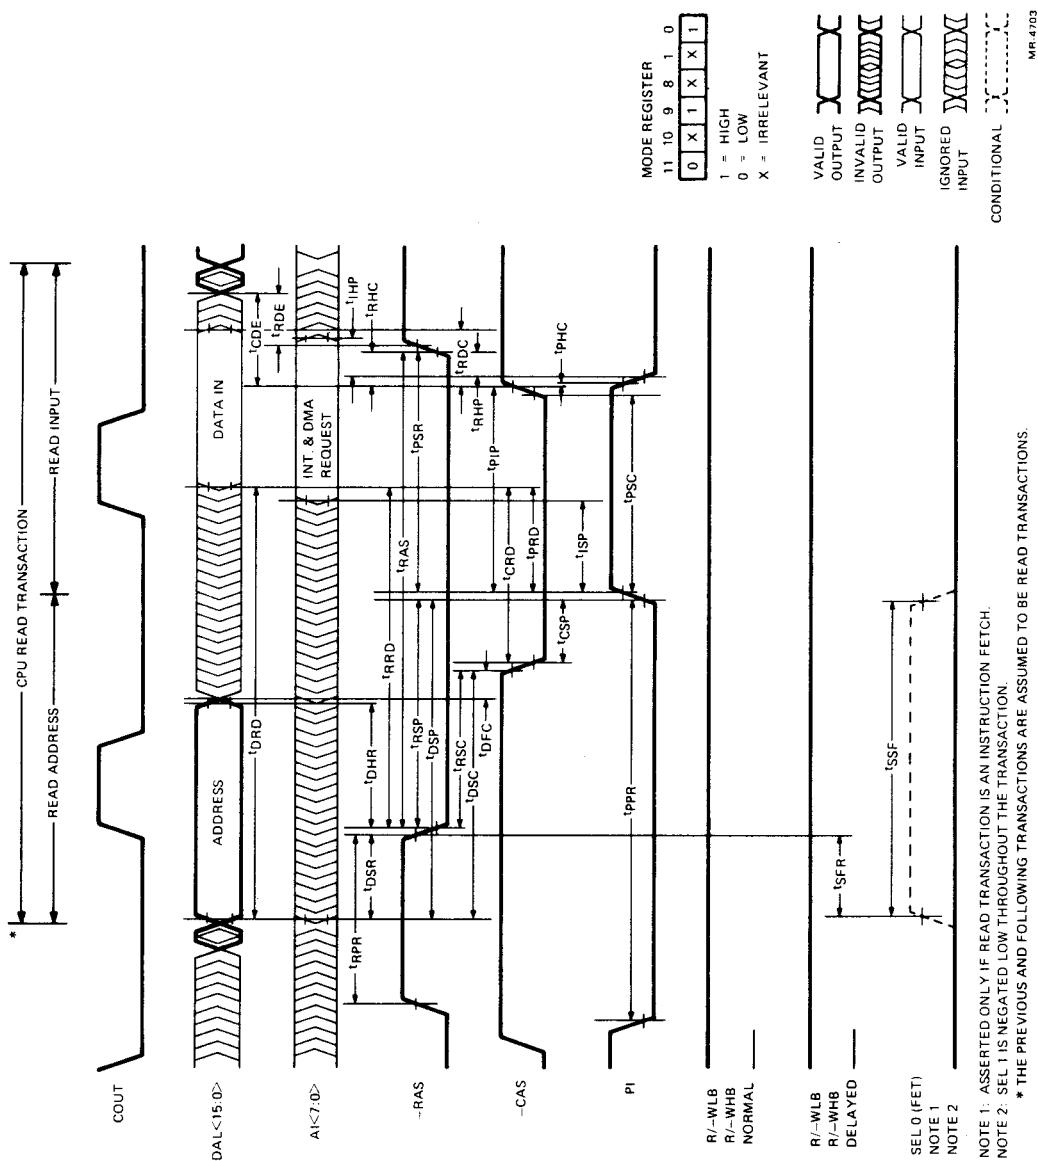 CPU READ TRANSACTION
*
READ ADDRESS
READ INPUT
COUT
DAL<15:0>
ADDRESS
DATA IN
tDRD
tCDE
tRDE
AI<7:0>
INT. & DMA
REQUEST
tRPR
tDSR
tDHR
tRRD
tRAS
tIHP
tRHC
¬RAS
tRSP
tDSP
tPSR
tRDC
tRSC
tDSC
tDFC
tRHP
tPIP
¬CAS
tCRD
tPRD
tCSP
tISP
tPHC
PI
tPPR
tPSC
R/¬WLB
R/¬WHB
NORMAL
R/¬WLB
R/¬WHB
DELAYED
tSFR
SEL 0 (FET)
NOTE 1
NOTE 2
tSSF
NOTE 1: ASSERTED ONLY IF READ TRANSACTION IS AN INSTRUCTION FETCH.
NOTE 2: SEL 1 IS NEGATED LOW THROUGHOUT THE TRANSACTION.
* THE PREVIOUS AND FOLLOWING TRANSACTIONS ARE ASSUMED TO BE READ TRANSACTIONS.
MODE REGISTER
11 10 9 8 1 0
0 X 1 X X 1
1 = HIGH
0 = LOW
X = IRRELEVANT
VALID
OUTPUT
INVALID
OUTPUT
VALID
INPUT
IGNORED
INPUT
CONDITIONAL
MR-4703